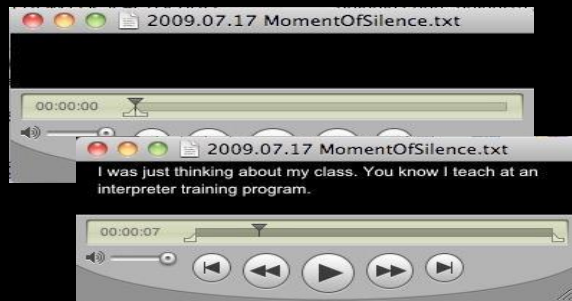 2009.07.17 MomentOfSilence.txt
00:00:00
2009.07.17 MomentOfSilence.txt
I was just thinking about my class. You know I teach at an
interpreter training program.
00:00:07